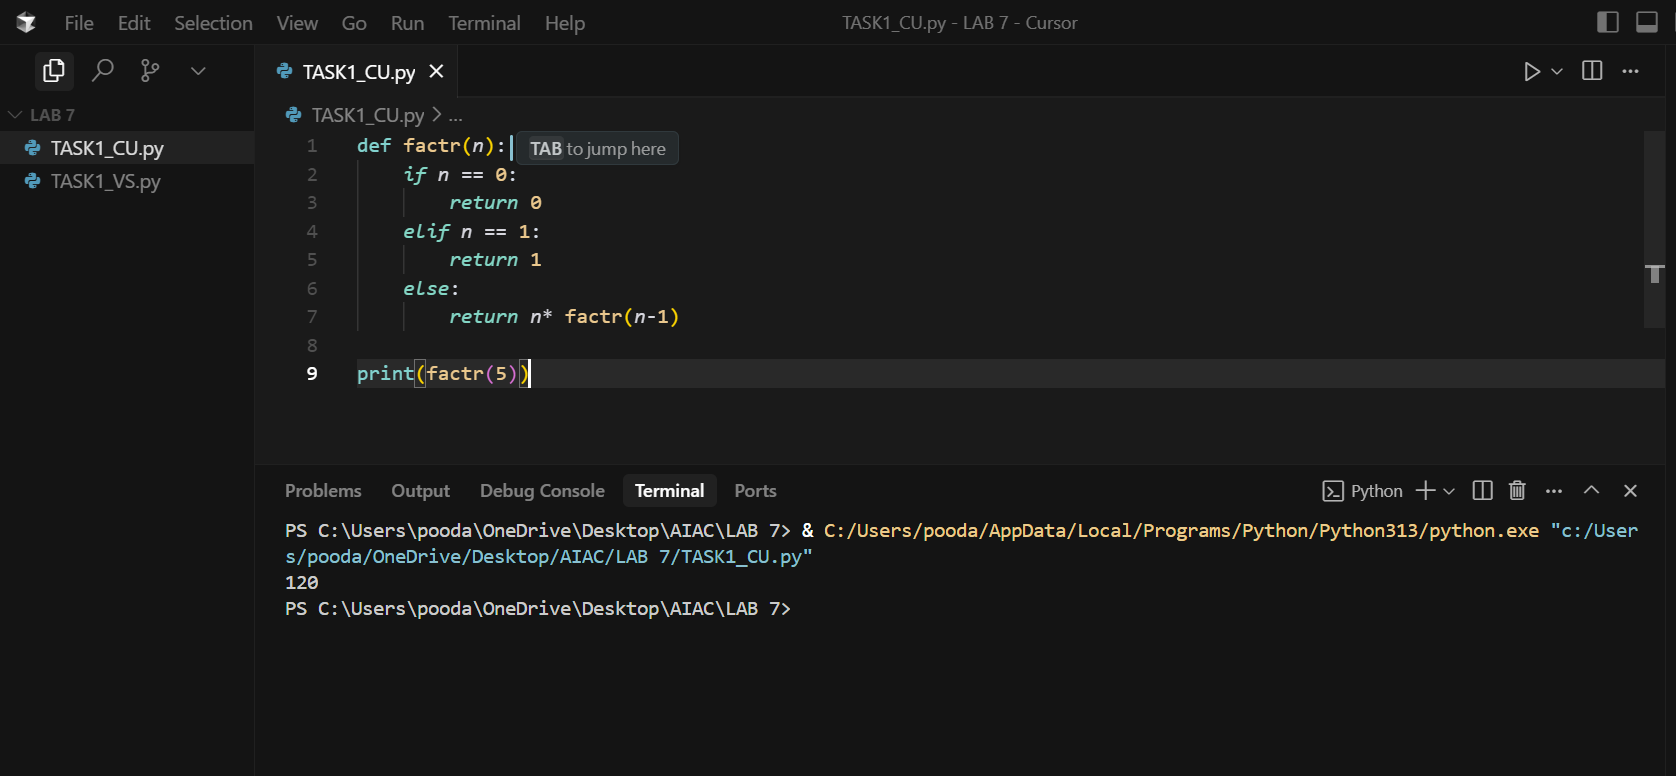 File Edit Selection View Go Run Terminal Help
TASK1_CU.py - LAB 7 - Cursor
LAB 7
TASK1_CU.py
TASK1_VS.py
TASK1_CU.py
TASK1_CU.py > ...
1 def factr(n): TAB to jump here
2 if n == 0:
3 return 0
4 elif n == 1:
5 return 1
6 else:
7 return n* factr(n-1)
8
9 print(factr(5))
Problems Output Debug Console Terminal Ports
Python
PS C:\Users\pooda\OneDrive\Desktop\AIAC\LAB 7> & C:/Users/pooda/AppData/Local/Programs/Python/Python313/python.exe "c:/User
s/pooda/OneDrive/Desktop/AIAC/LAB 7/TASK1_CU.py"
120
PS C:\Users\pooda\OneDrive\Desktop\AIAC\LAB 7>